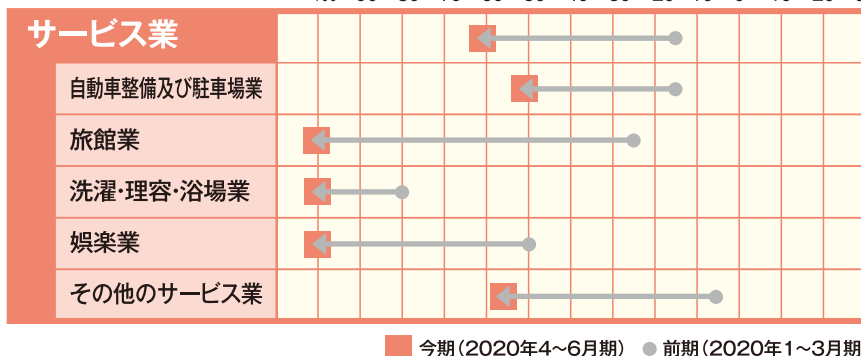 サービス業
自動車整備及び駐車場業
旅館業
洗濯・理容・浴場業
娯楽業
その他のサービス業
今期（2020年4～6月期） 前期（2020年1～3月期